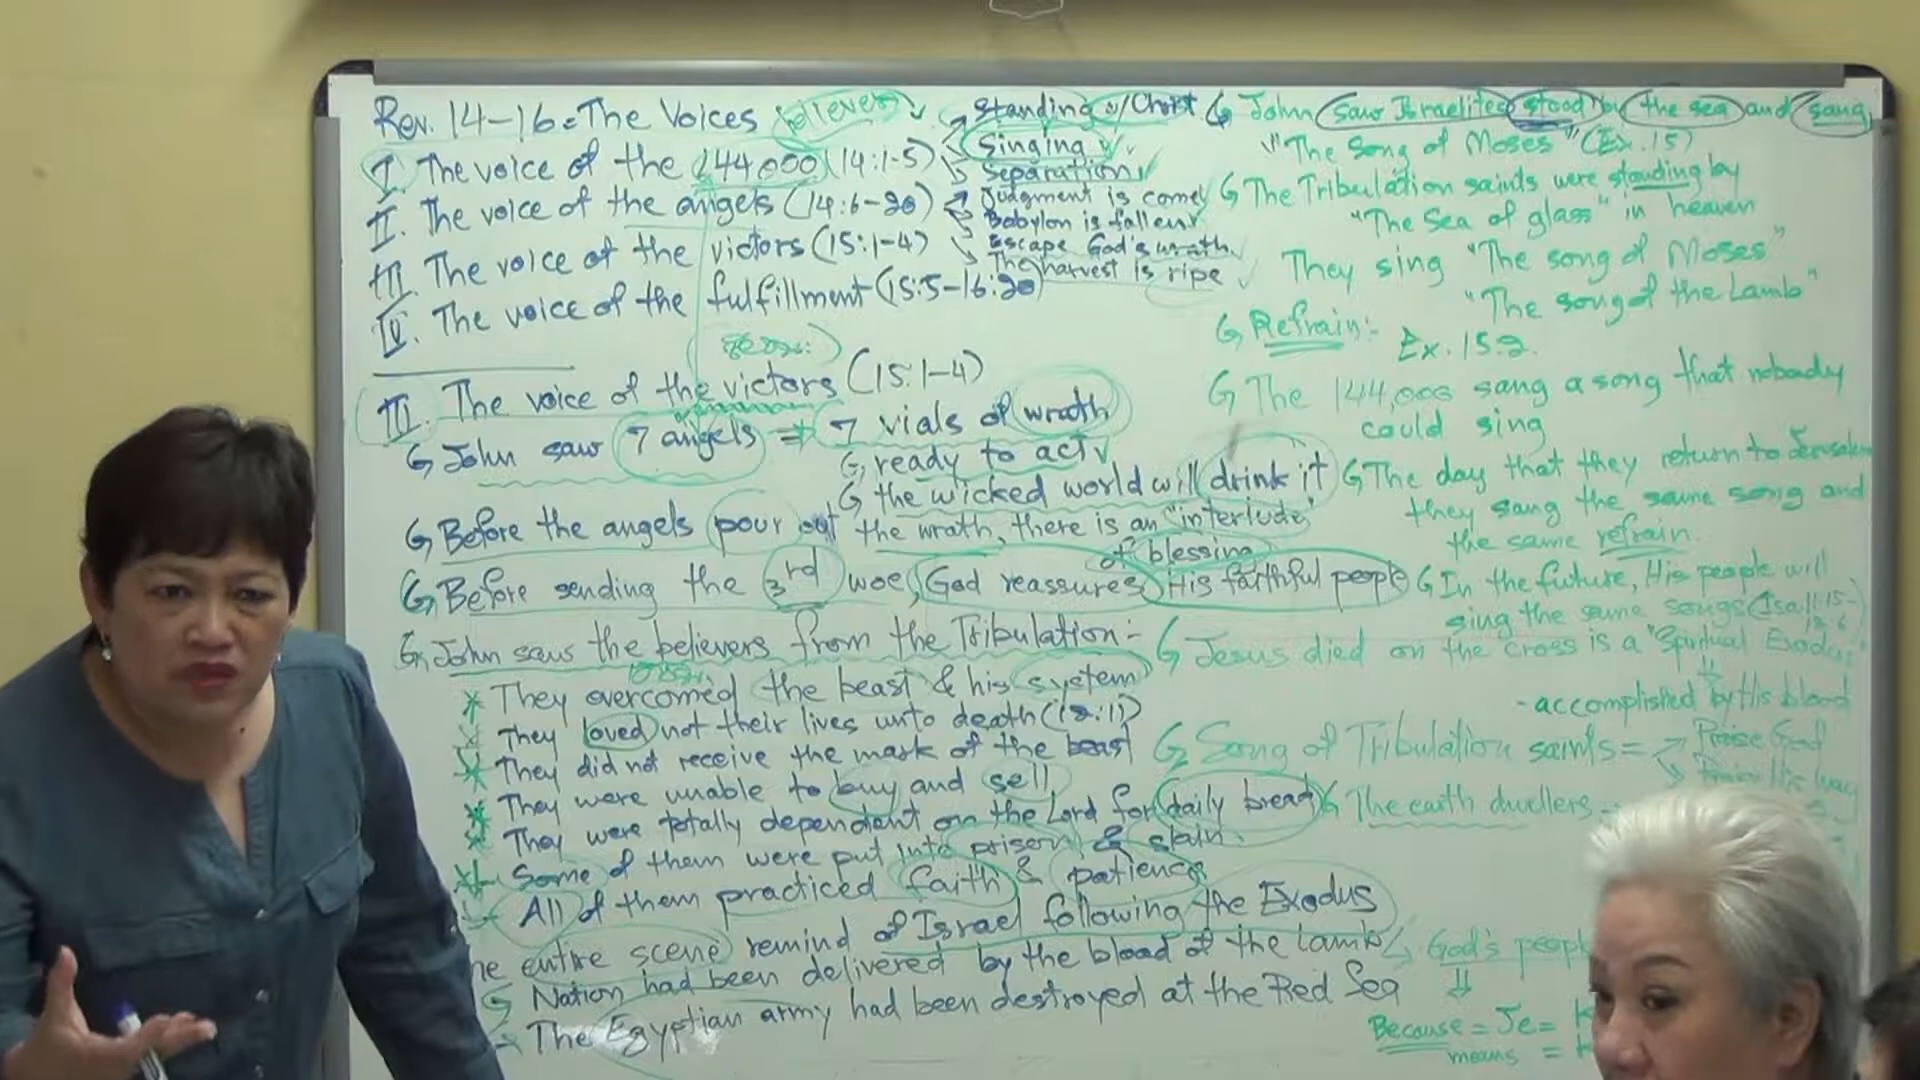 Rev. 14-16 = The Voices believers
I. The voice of the 144,000 (14:1-5)
Standing w/Christ
Singing
Separation
II. The voice of the angels (14:6-20)
Judgment is come
Babylon is fallen
Escape God's wrath
The harvest is ripe
III. The voice of the victors (15:1-4)
IV. The voice of the fulfillment (15:5-16:20)
III. The voice of the victors (15:1-4)
John saw 7 angels ⇒ 7 vials of wrath
ready to act
the wicked world will drink it
Before the angels pour out the wrath, there is an "interlude"
of blessing
Before sending the 3rd woe, God reassures His faithful people
John saws the believers from the Tribulation:-
* They overcomed the beast & his system
* They loved not their lives unto death (12:11)
* They did not receive the mark of the beast
* They were unable to buy and sell
* They were totally dependent on the Lord for daily bread
* Some of them were put into prison & slain.
All of them practiced faith & patience
he entire scene remind of Israel following the Exodus
Nation had been delivered by the blood of the lamb
The Egyptian army had been destroyed at the Red Sea
John saw Israelites stood by the sea and sang
"The Song of Moses" (Ex. 15)
The Tribulation saints were standing by
"The Sea of glass" in heaven
They sing "The song of Moses"
"The song of the Lamb"
Refrain:-
Ex. 15:2.
The 144,000 sang a song that nobody
could sing
The day that they return to Jerusalem
they sang the same song and
the same refrain.
In the future, His people will
sing the same songs (Isa.
Jesus died on the cross is a "Spiritual Exodus"
- accomplished by His blood
Song of Tribulation saints = Praise God
The earth dwellers
God's people
⇓
Because = Je =
means =